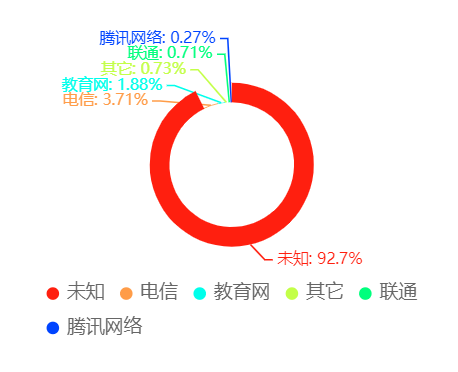 腾讯网络: 0.27%
联通: 0.71%
其它: 0.73%
教育网: 1.88%
电信: 3.71%
未知: 92.7%
未知 电信 教育网 其它 联通
腾讯网络